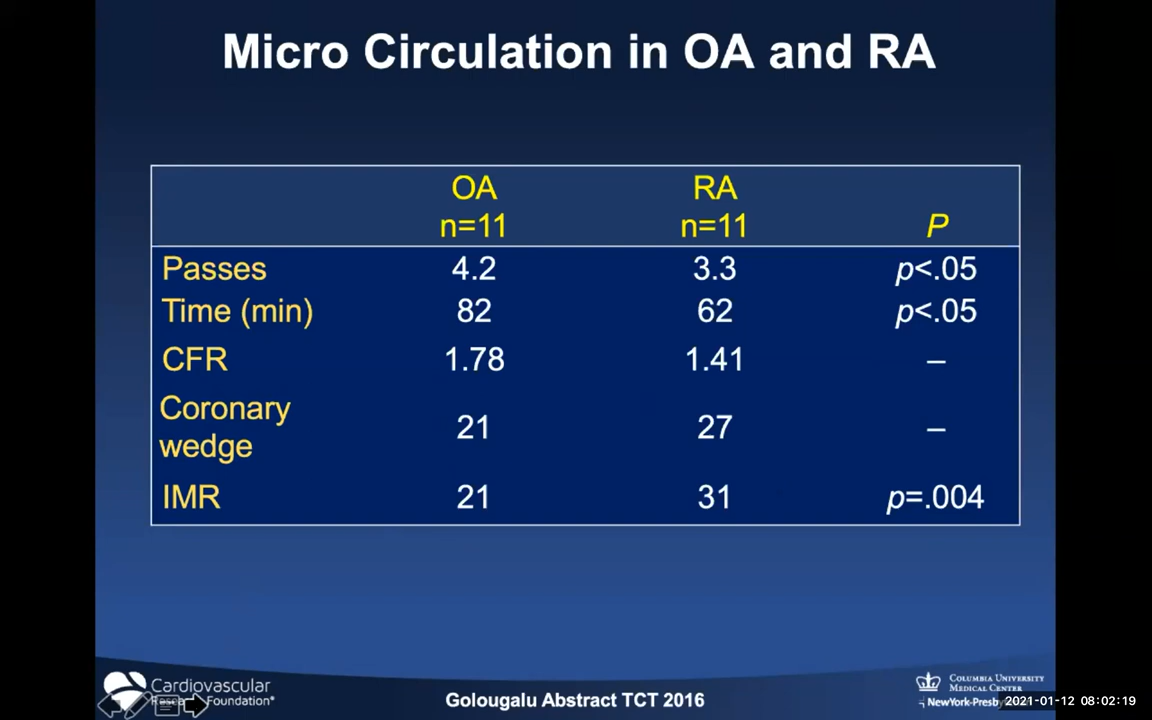 Micro Circulation in OA and RA
OA RA
n=11 n=11 P
Passes 4.2 3.3 p<.05
Time (min) 82 62 p<.05
CFR 1.78 1.41 –
Coronary
wedge 21 27 –
IMR 21 31 p=.004
Cardiovascular
Research Foundation®
Golougalu Abstract TCT 2016
COLUMBIA UNIVERSITY
MEDICAL CENTER
NewYork-Presby
2021-01-12 08:02:19